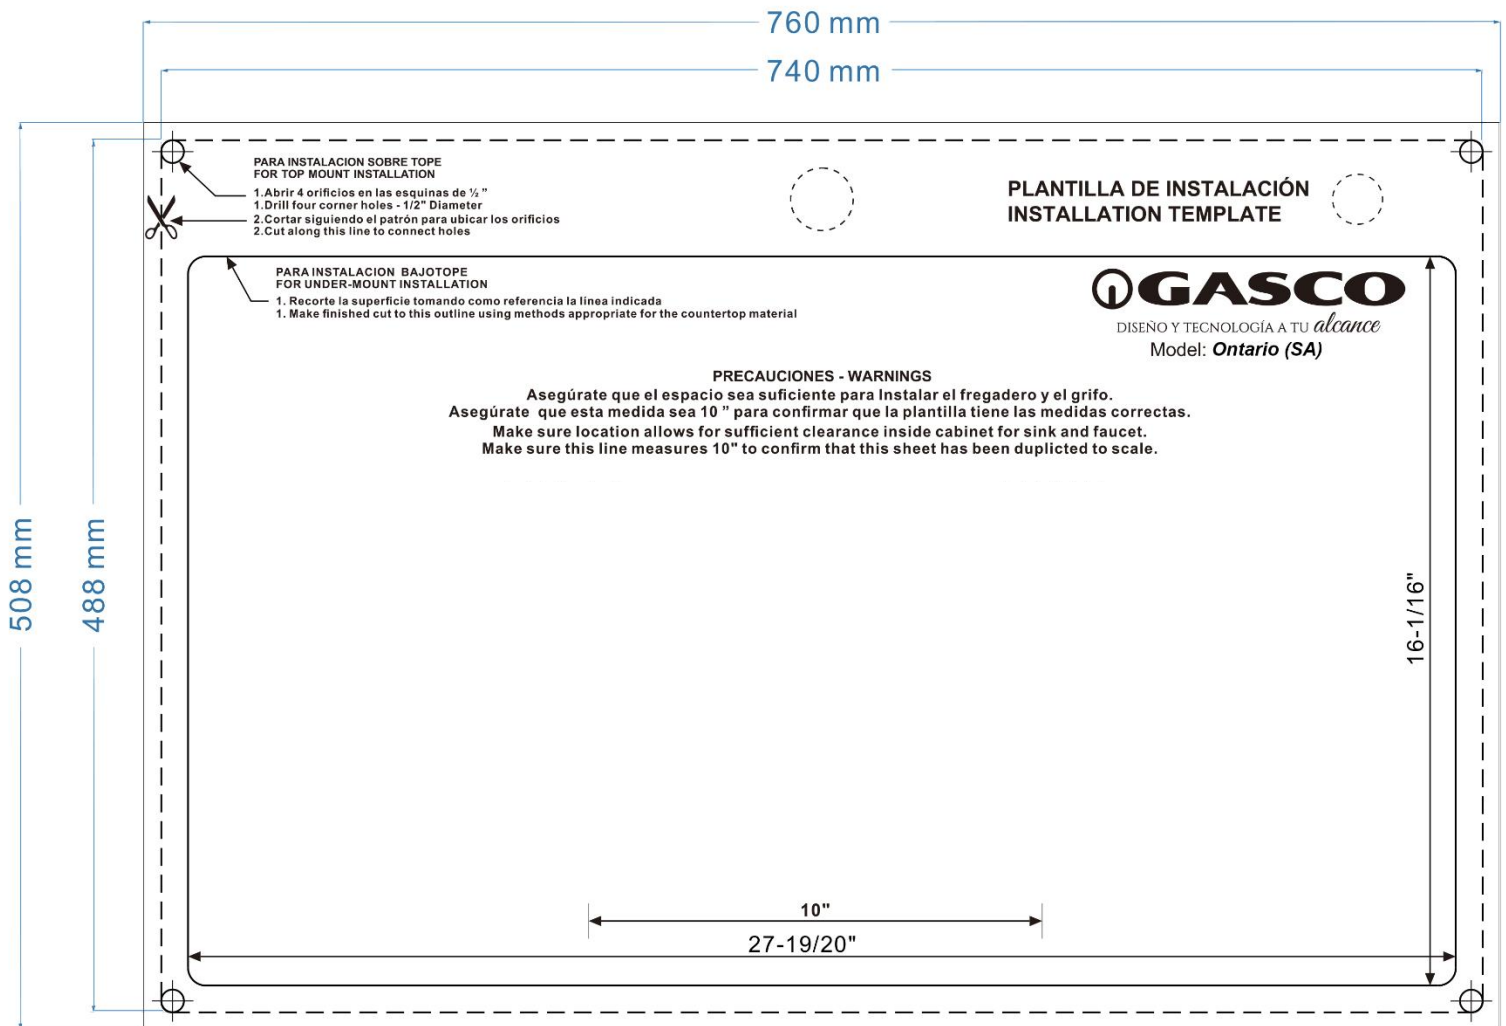 760 mm
740 mm
508 mm
488 mm
PARA INSTALACION SOBRE TOPE
FOR TOP MOUNT INSTALLATION
1.Abrir 4 orificios en las esquinas de ½ "
1.Drill four corner holes - 1/2" Diameter
2.Cortar siguiendo el patrón para ubicar los orificios
2.Cut along this line to connect holes
PLANTILLA DE INSTALACIÓN
INSTALLATION TEMPLATE
PARA INSTALACION BAJOTOPE
FOR UNDER-MOUNT INSTALLATION
1. Recorte la superficie tomando como referencia la linea indicada
1. Make finished cut to this outline using methods appropriate for the countertop material
GASCO
DISEÑO Y TECNOLOGÍA A TU alcance
Model: Ontario (SA)
PRECAUCIONES - WARNINGS
Asegúrate que el espacio sea suficiente para Instalar el fregadero y el grifo.
Asegúrate que esta medida sea 10 " para confirmar que la plantilla tiene las medidas correctas.
Make sure location allows for sufficient clearance inside cabinet for sink and faucet.
Make sure this line measures 10" to confirm that this sheet has been duplicted to scale.
16-1/16"
10"
27-19/20"